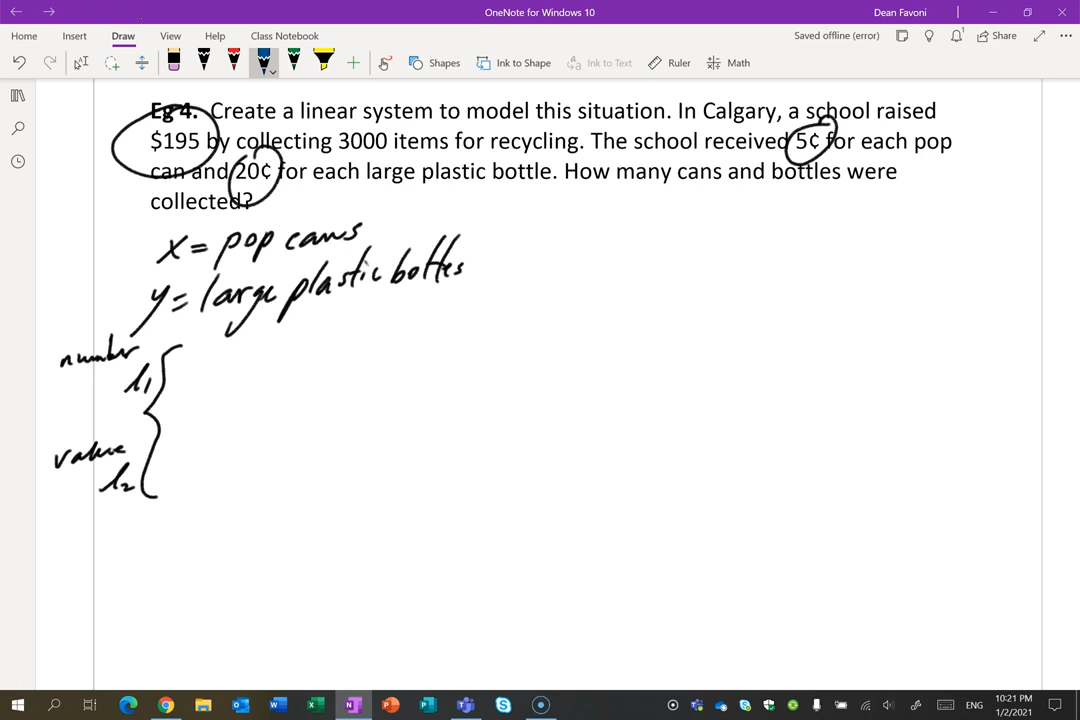 OneNote for Windows 10
Dean Favoni
Home Insert Draw View Help Class Notebook
Saved offline (error) 1 Share
Shapes Ink to Shape Ink to Text Ruler Math
Eg 4. Create a linear system to model this situation. In Calgary, a school raised
$195 by collecting 3000 items for recycling. The school received 5¢ for each pop
can and 20¢ for each large plastic bottle. How many cans and bottles were
collected?
x = pop cans
y = large plastic bottes
number
l1
value
l2
ENG
10:21 PM
1/2/2021